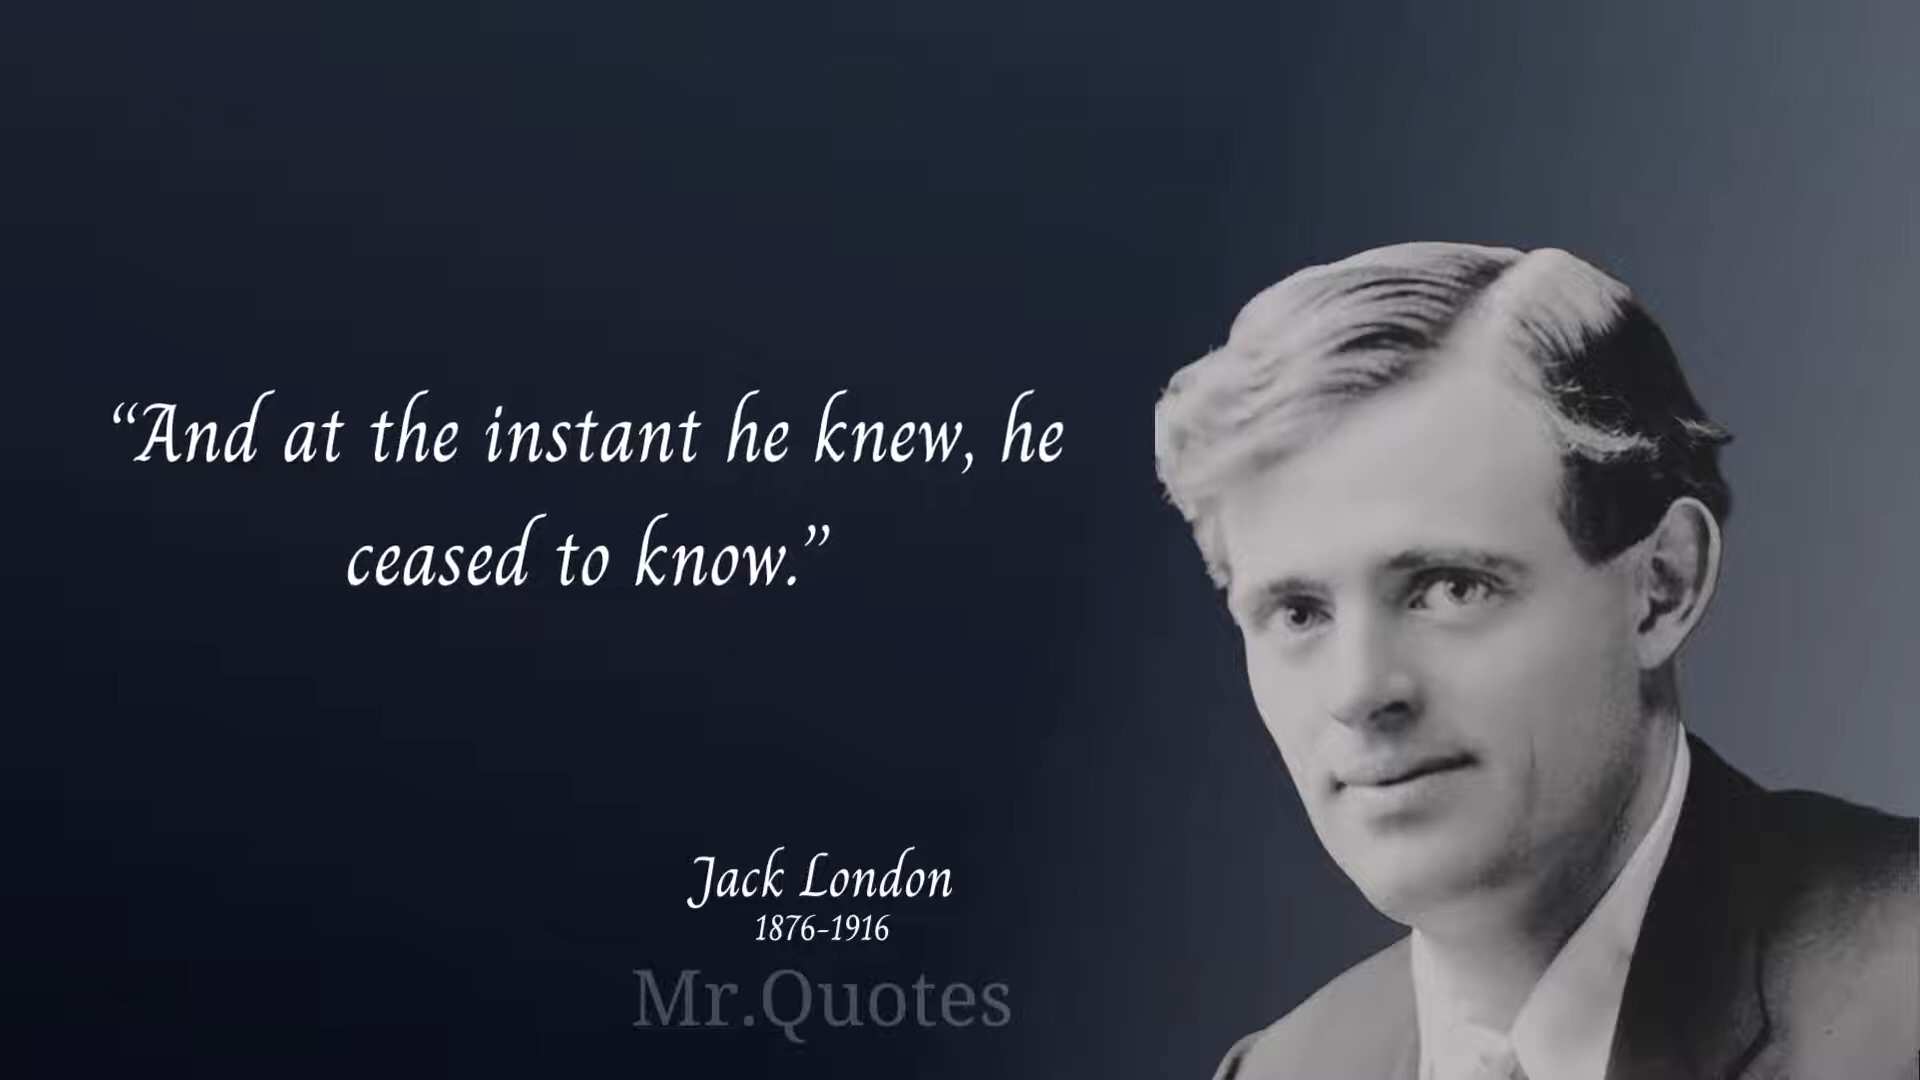 “And at the instant he knew, he
ceased to know.”
Jack London
1876-1916
Mr.Quotes